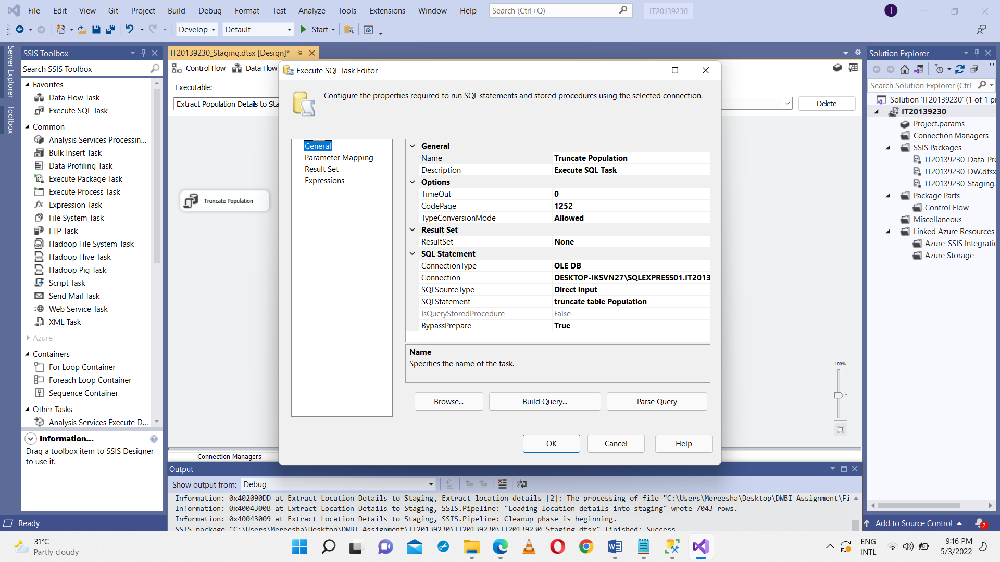 File Edit View Git Project Build Debug Format Test Analyze Tools Extensions Window Help Search (Ctrl+Q) IT20139230 I
Develop Default Start
Server Explorer
Toolbox
SSIS Toolbox
Search SSIS Toolbox
Favorites
Data Flow Task
Execute SQL Task
Common
Analysis Services Processin...
Bulk Insert Task
Data Profiling Task
Execute Package Task
Execute Process Task
Expression Task
File System Task
FTP Task
Hadoop File System Task
Hadoop Hive Task
Hadoop Pig Task
Script Task
Send Mail Task
Web Service Task
XML Task
Azure
Containers
For Loop Container
Foreach Loop Container
Sequence Container
Other Tasks
Analysis Services Execute D...
Information...
Drag a toolbox item to SSIS Designer
to use it.
IT20139230_Staging.dtsx [Design]*
Control Flow Data Flow
Executable:
Extract Population Details to Sta
Delete
Truncate Population
100%
Connection Managers
Execute SQL Task Editor
Configure the properties required to run SQL statements and stored procedures using the selected connection.
General
Parameter Mapping
Result Set
Expressions
General
Name Truncate Population
Description Execute SQL Task
Options
TimeOut 0
CodePage 1252
TypeConversionMode Allowed
Result Set
ResultSet None
SQL Statement
ConnectionType OLE DB
Connection DESKTOP-IKSVN27\SQLEXPRESS01.IT2013
SQLSourceType Direct input
SQLStatement truncate table Population
IsQueryStoredProcedure False
BypassPrepare True
Name
Specifies the name of the task.
Browse... Build Query... Parse Query
OK Cancel Help
Output
Show output from: Debug
Information: 0x402090DD at Extract Location Details to Staging, Extract location details [2]: The processing of file "C:\Users\Mereesha\Desktop\DWBI Assignment\Fi
Information: 0x4004300B at Extract Location Details to Staging, SSIS.Pipeline: "Loading location details into staging" wrote 7043 rows.
Information: 0x40043009 at Extract Location Details to Staging, SSIS.Pipeline: Cleanup phase is beginning.
SSIS package "C:\Users\Mereesha\Desktop\DWBI Assignment\IT20139230\IT20139230\IT20139230_Staging.dtsx" finished: Success.
Solution Explorer
Search Solution Explorer (Ctrl-
Solution 'IT20139230' (1 of 1 pr
IT20139230
Project.params
Connection Managers
SSIS Packages
IT20139230_Data_Pro
IT20139230_DW.dtsx
IT20139230_Staging.
Package Parts
Control Flow
Miscellaneous
Linked Azure Resources
Azure-SSIS Integratio
Azure Storage
Ready
Add to Source Control 2
31°C
Partly cloudy
ENG
INTL
9:16 PM
5/3/2022